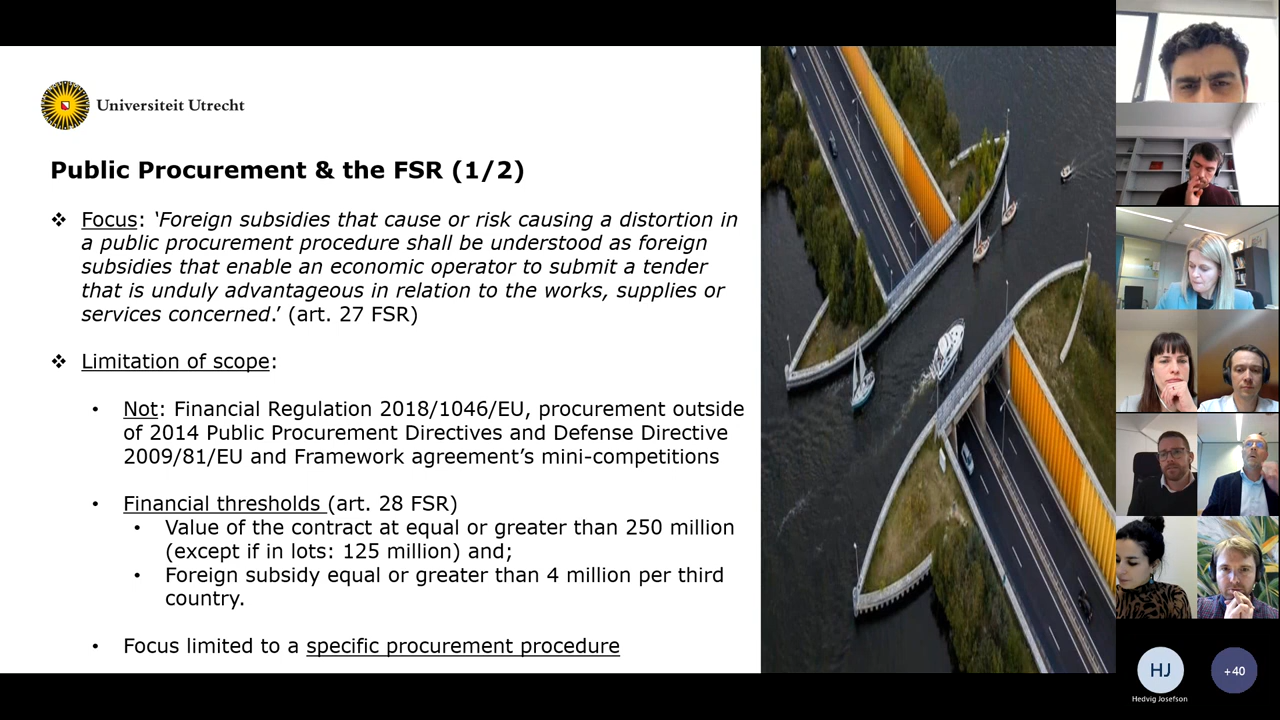 Universiteit Utrecht
Public Procurement & the FSR (1/2)
❖ Focus: ‘Foreign subsidies that cause or risk causing a distortion in
a public procurement procedure shall be understood as foreign
subsidies that enable an economic operator to submit a tender
that is unduly advantageous in relation to the works, supplies or
services concerned.’ (art. 27 FSR)
❖ Limitation of scope:
• Not: Financial Regulation 2018/1046/EU, procurement outside
of 2014 Public Procurement Directives and Defense Directive
2009/81/EU and Framework agreement’s mini-competitions
• Financial thresholds (art. 28 FSR)
• Value of the contract at equal or greater than 250 million
(except if in lots: 125 million) and;
• Foreign subsidy equal or greater than 4 million per third
country.
• Focus limited to a specific procurement procedure
HJ
+40
Hedvig Josefson